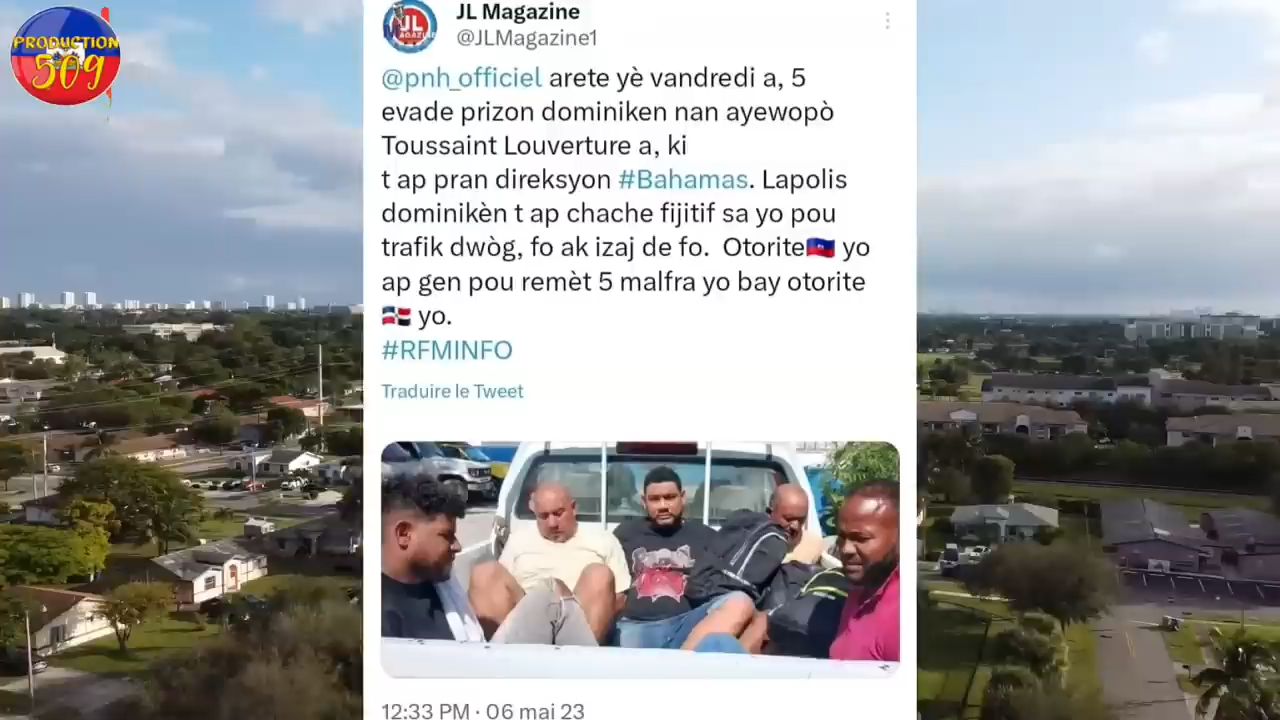 PRODUCTION
509
JL Magazine
@JLMagazine1
@pnh_officiel arete yè vandredi a, 5
evade prizon dominiken nan ayewopò
Toussaint Louverture a, ki
t ap pran direksyon #Bahamas. Lapolis
dominikèn t ap chache fijitif sa yo pou
trafik dwòg, fo ak izaj de fo. Otorite🇭🇹 yo
ap gen pou remèt 5 malfra yo bay otorite
🇩🇴 yo.
#RFMINFO
Traduire le Tweet
12:33 PM · 06 mai 23